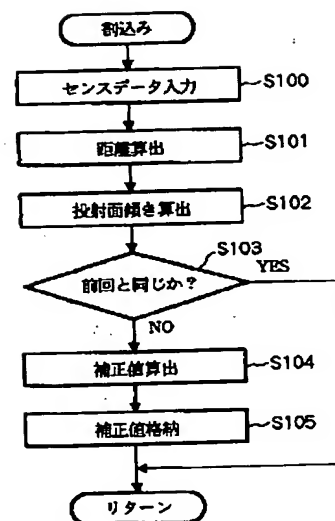 割込み
センスデータ入力 S100
距離算出 S101
投射面傾き算出 S102
S103
前回と同じか? YES
NO
補正値算出 S104
補正値格納 S105
リターン